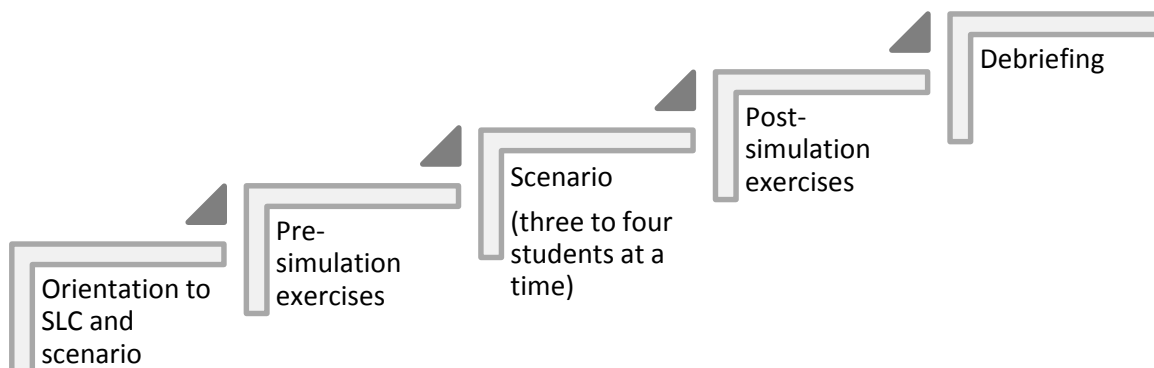 Orientation to
SLC and
scenario
Pre-
simulation
exercises
Scenario
(three to four
students at a
time)
Post-
simulation
exercises
Debriefing